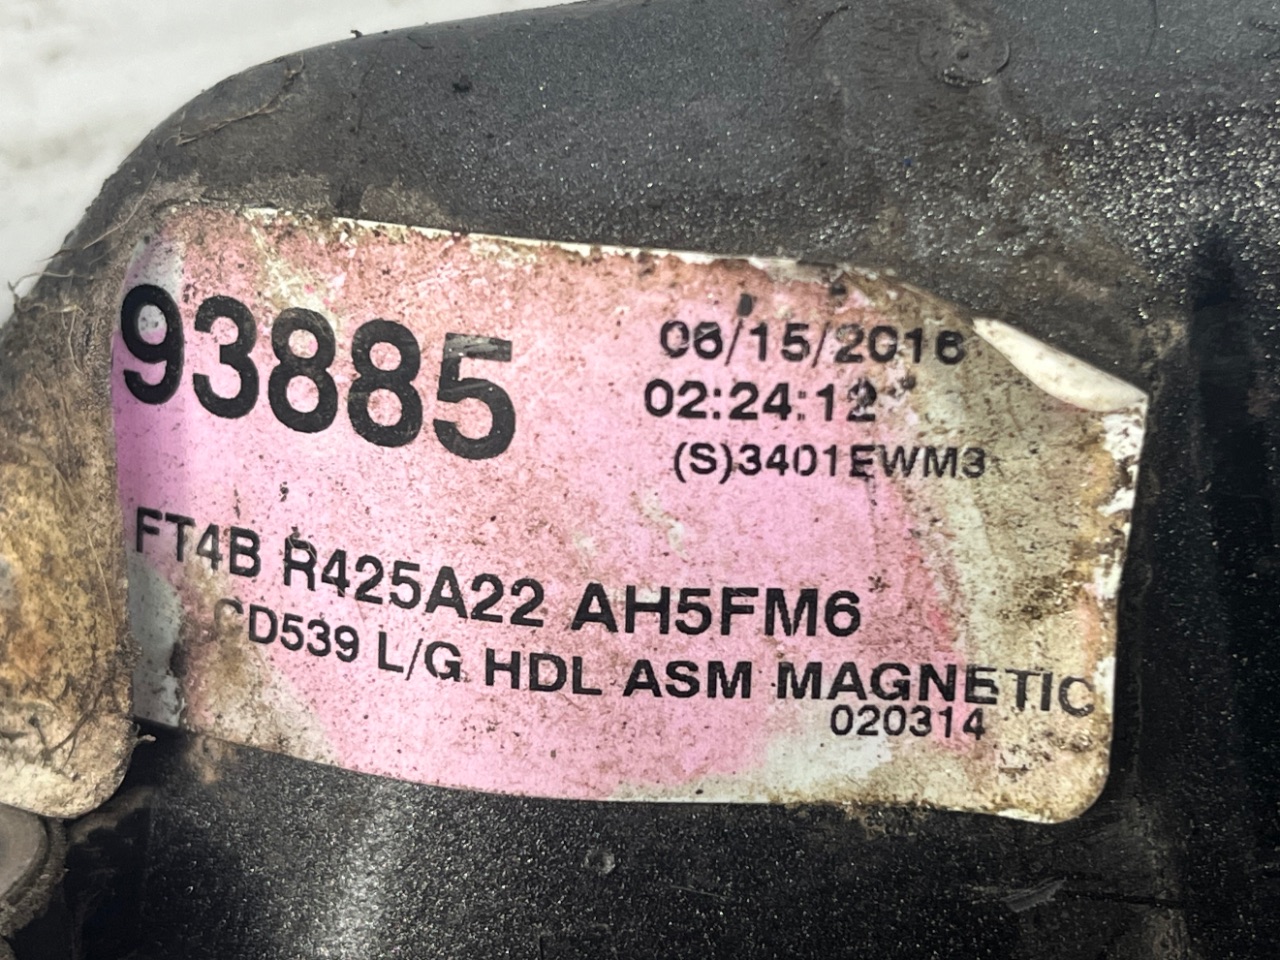 93885
06/15/2016
02:24:12
(S)3401EWM3
FT4B R425A22 AH5FM6
CD539 L/G HDL ASM MAGNETIC
020314